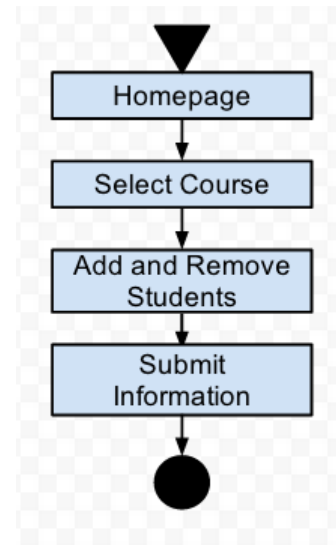 Homepage
Select Course
Add and Remove
Students
Submit
Information